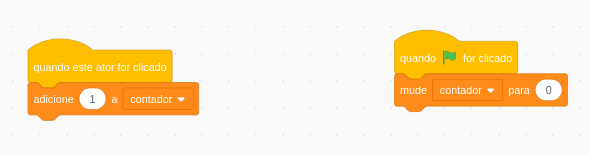 quando este ator for clicado
adicione 1 a contador
quando for clicado
mude contador para 0